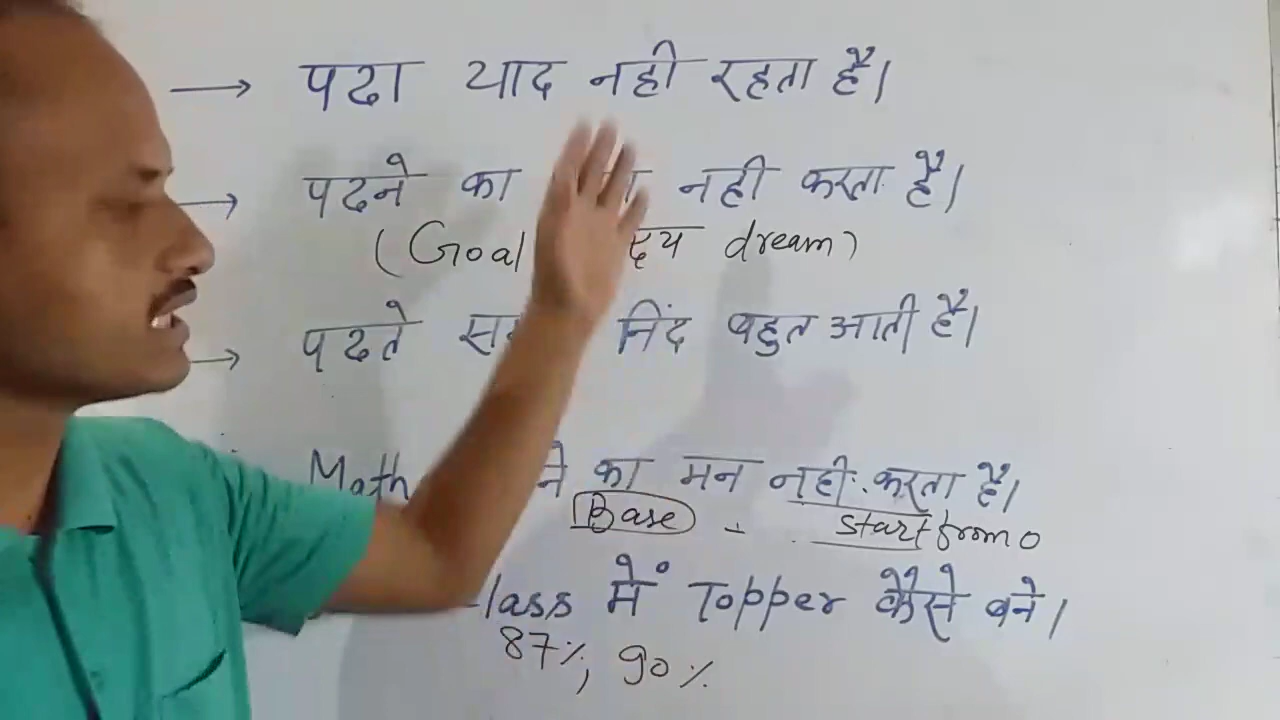 → पढा याद नही रहता है।
→ पढने का नही करता है।
(Goal dream)
→ पढते निंद बहुत आती है।
Math का मन नही करता है।
Base - start from 0
में Topper कैसे बने।
87%, 90%